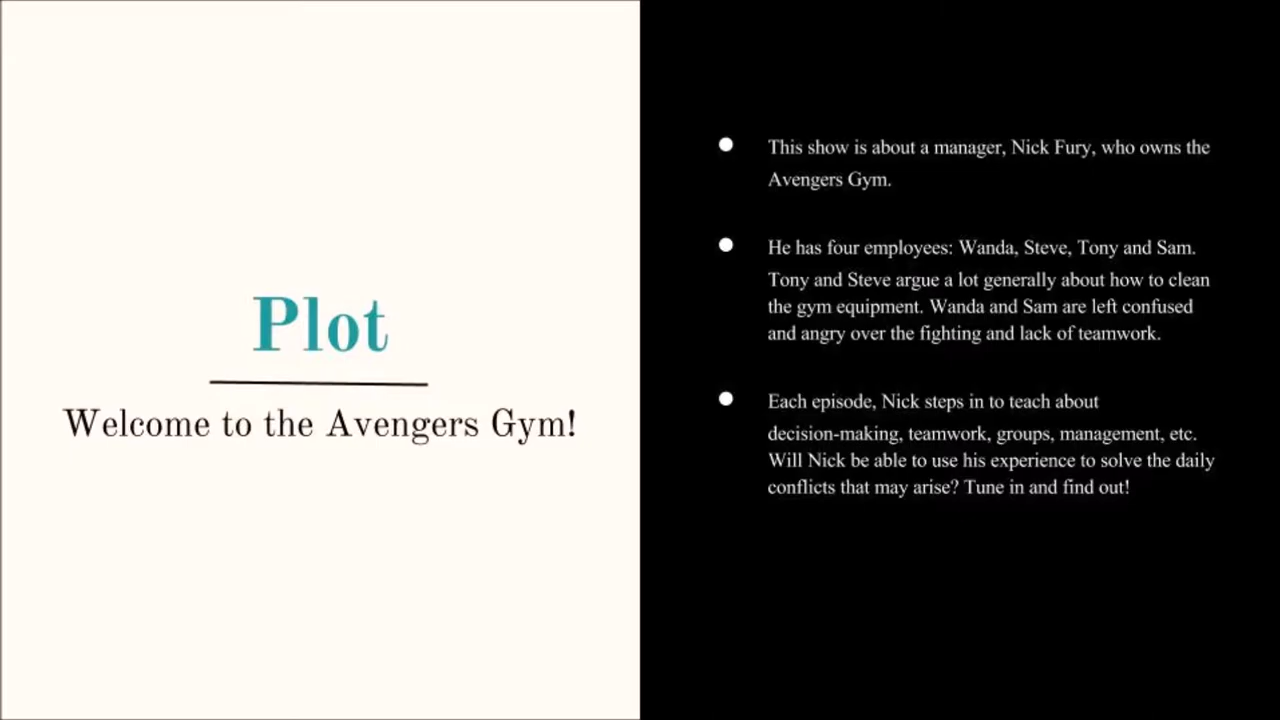 Plot
Welcome to the Avengers Gym!
This show is about a manager, Nick Fury, who owns the
Avengers Gym.
He has four employees: Wanda, Steve, Tony and Sam.
Tony and Steve argue a lot generally about how to clean
the gym equipment. Wanda and Sam are left confused
and angry over the fighting and lack of teamwork.
Each episode, Nick steps in to teach about
decision-making, teamwork, groups, management, etc.
Will Nick be able to use his experience to solve the daily
conflicts that may arise? Tune in and find out!